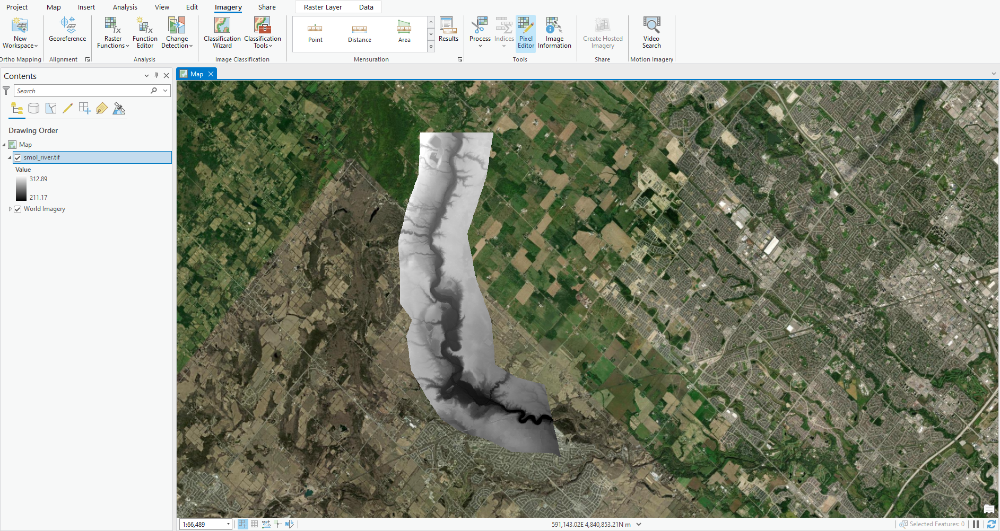 Project Map Insert Analysis View Edit Imagery Share Raster Layer Data
New Workspace
Georeference
Raster Functions
Function Editor
Change Detection
Classification Wizard
Classification Tools
Point
Distance
Area
Results
Process
Indices
Pixel Editor
Image Information
Create Hosted Imagery
Video Search
Ortho Mapping
Alignment
Analysis
Image Classification
Mensuration
Tools
Share
Motion Imagery
Contents
Search
Drawing Order
Map
smol_river.tif
Value
312.89
211.17
World Imagery
Map
1:66,489
591,143.02E 4,840,853.21N m
Selected Features: 0